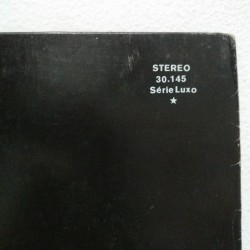 STEREO
30.145
Série Luxo
★